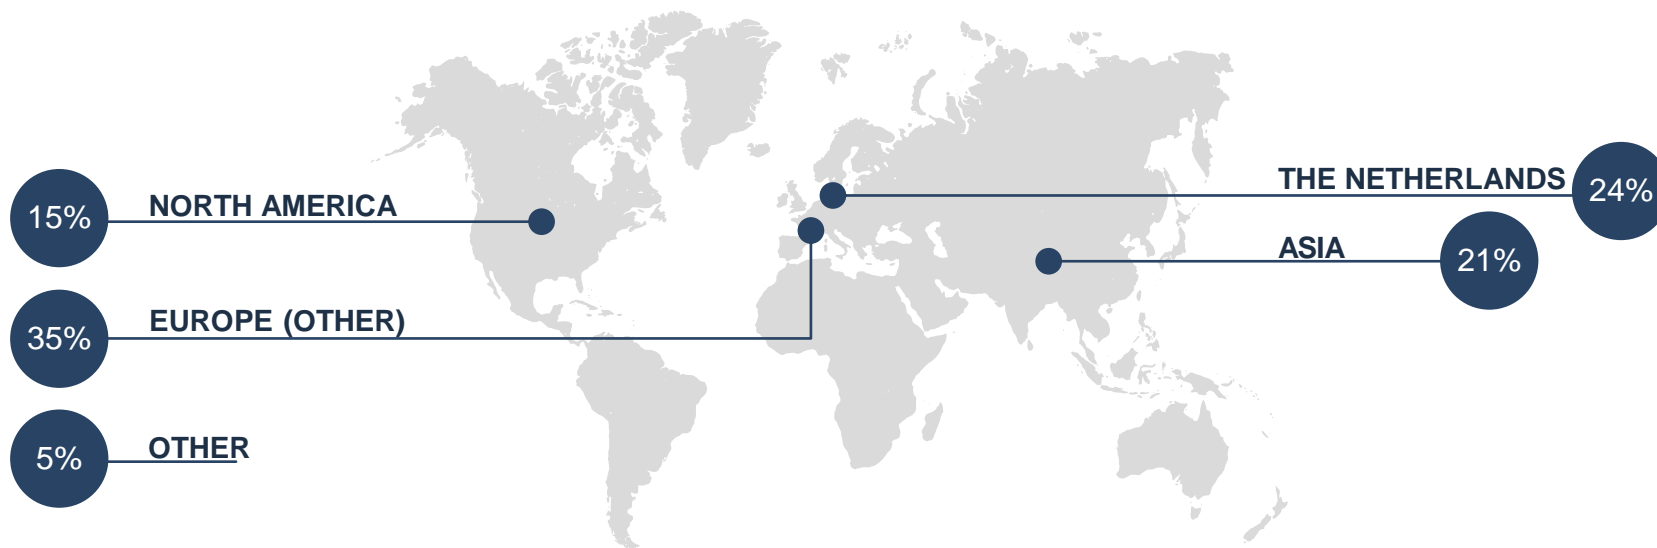 15% NORTH AMERICA
35% EUROPE (OTHER)
5% OTHER
THE NETHERLANDS 24%
ASIA 21%